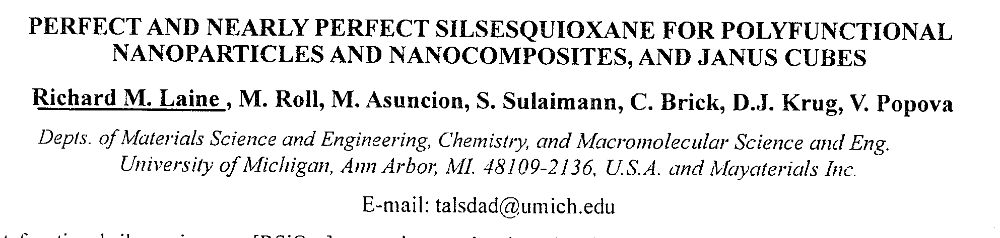 PERFECT AND NEARLY PERFECT SILSESQUIOXANE FOR POLYFUNCTIONAL
NANOPARTICLES AND NANOCOMPOSITES, AND JANUS CUBES
Richard M. Laine , M. Roll, M. Asuncion, S. Sulaimann, C. Brick, D.J. Krug, V. Popova
Depts. of Materials Science and Engineering, Chemistry, and Macromolecular Science and Eng.
University of Michigan, Ann Arbor, MI. 48109-2136, U.S.A. and Mayaterials Inc.
E-mail: talsdad@umich.edu